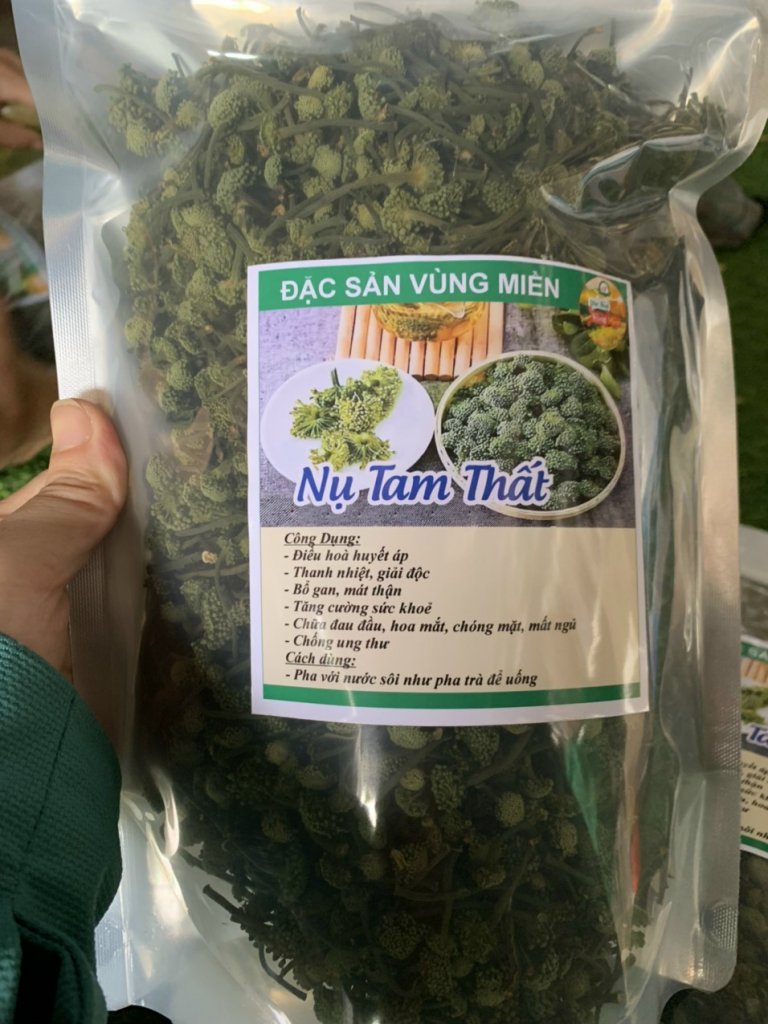 ĐẶC SẢN VÙNG MIỀN
Nụ Tam Thất
Công Dụng:
- Điều hoà huyết áp
- Thanh nhiệt, giải độc
- Bổ gan, mát thận
- Tăng cường sức khoẻ
- Chữa đau đầu, hoa mắt, chóng mặt, mất ngủ
- Chống ung thư
Cách dùng:
- Pha với nước sôi như pha trà để uống